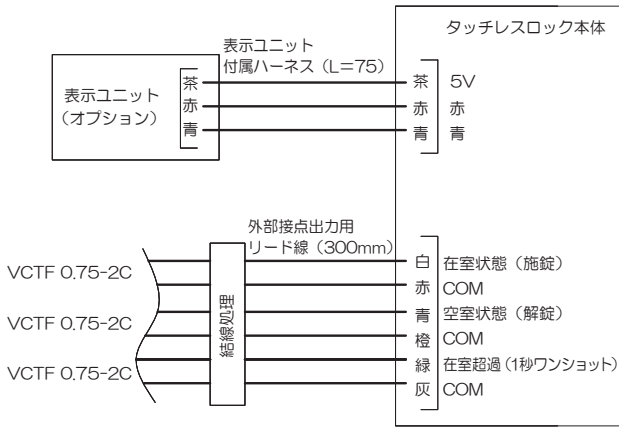 タッチレスロック本体
表示ユニット
付属ハーネス（L＝75）
表示ユニット
（オプション）
茶
赤
青
茶 5V
赤 赤
青 青
外部接点出力用
リード線（300mm）
結線処理
VCTF 0.75-2C
VCTF 0.75-2C
VCTF 0.75-2C
白 在室状態（施錠）
赤 COM
青 空室状態（解錠）
橙 COM
緑 在室超過（1秒ワンショット）
灰 COM